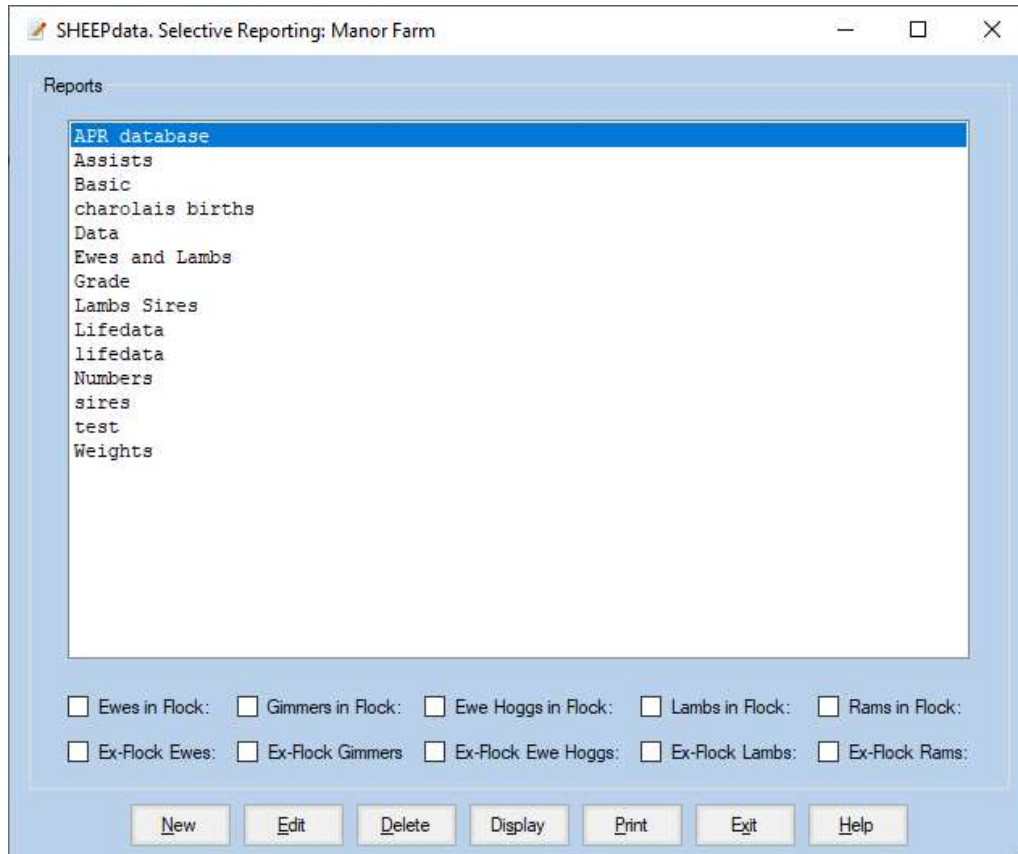 SHEEPdata. Selective Reporting: Manor Farm
Reports
APR database
Assists
Basic
charolais births
Data
Ewes and Lambs
Grade
Lambs Sires
Lifedata
lifedata
Numbers
sires
test
Weights
Ewes in Flock: Gimmers in Flock: Ewe Hoggs in Flock: Lambs in Flock: Rams in Flock:
Ex-Flock Ewes: Ex-Flock Gimmers Ex-Flock Ewe Hoggs: Ex-Flock Lambs: Ex-Flock Rams:
New Edit Delete Display Print Exit Help